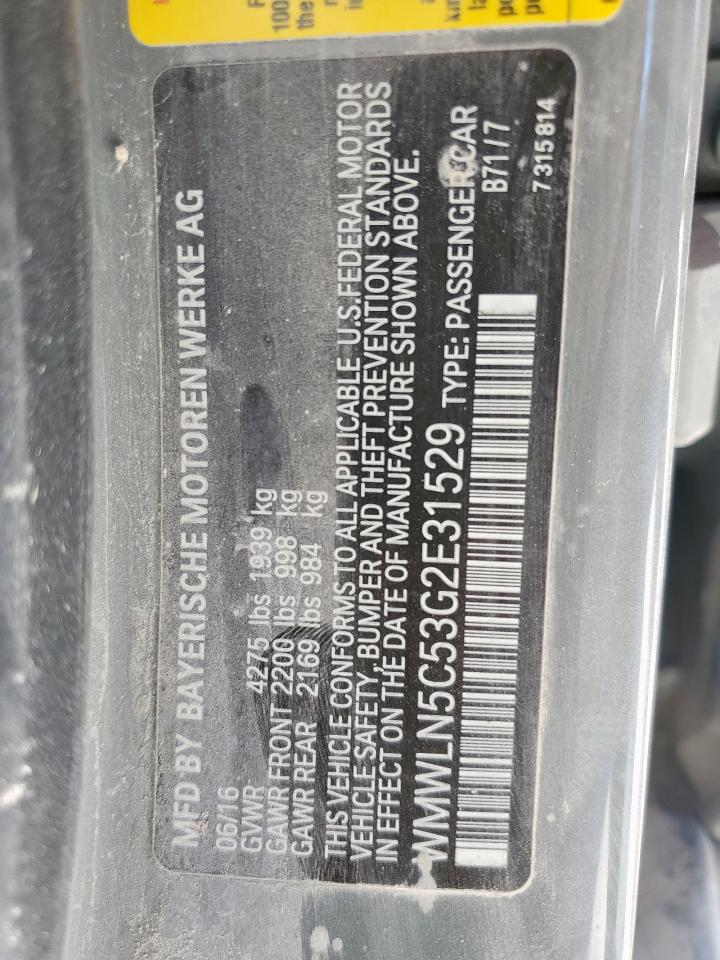 MFD BY BAYERISCHE MOTOREN WERKE AG
06/16
GVWR 4275 lbs 1939 kg
GAWR FRONT 2200 lbs 998 kg
GAWR REAR 2169 lbs 984 kg
THIS VEHICLE CONFORMS TO ALL APPLICABLE U.S.FEDERAL MOTOR
VEHICLE SAFETY, BUMPER AND THEFT PREVENTION STANDARDS
IN EFFECT ON THE DATE OF MANUFACTURE SHOWN ABOVE.
WMWLN5C53G2E31529 TYPE: PASSENGER CAR
B71/7
7 315 814
100
the